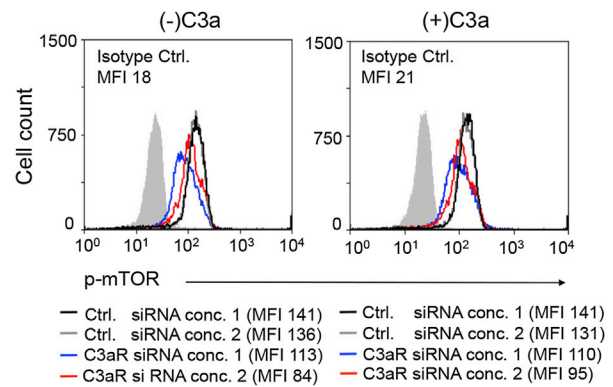 (-)C3a
(+)C3a
Cell count
1500
750
0
Isotype Ctrl.
MFI 18
10⁰ 10¹ 10² 10³ 10⁴
1500
750
0
Isotype Ctrl.
MFI 21
10⁰ 10¹ 10² 10³ 10⁴
p-mTOR
Ctrl. siRNA conc. 1 (MFI 141)
Ctrl. siRNA conc. 2 (MFI 136)
C3aR siRNA conc. 1 (MFI 113)
C3aR si RNA conc. 2 (MFI 84)
Ctrl. siRNA conc. 1 (MFI 141)
Ctrl. siRNA conc. 2 (MFI 131)
C3aR siRNA conc. 1 (MFI 110)
C3aR siRNA conc. 2 (MFI 95)